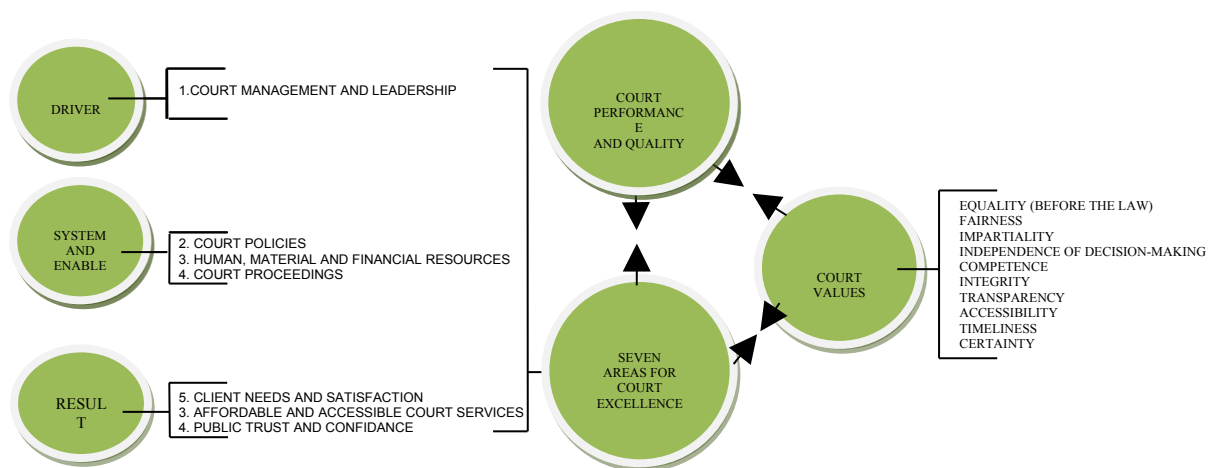 DRIVER
1.COURT MANAGEMENT AND LEADERSHIP
SYSTEM
AND
ENABLE
2. COURT POLICIES
3. HUMAN, MATERIAL AND FINANCIAL RESOURCES
4. COURT PROCEEDINGS
RESUL
T
5. CLIENT NEEDS AND SATISFACTION
3. AFFORDABLE AND ACCESSIBLE COURT SERVICES
4. PUBLIC TRUST AND CONFIDANCE
COURT
PERFORMANC
E
AND QUALITY
SEVEN
AREAS FOR
COURT
EXCELLENCE
COURT
VALUES
EQUALITY (BEFORE THE LAW)
FAIRNESS
IMPARTIALITY
INDEPENDENCE OF DECISION-MAKING
COMPETENCE
INTEGRITY
TRANSPARENCY
ACCESSIBILITY
TIMELINESS
CERTAINTY